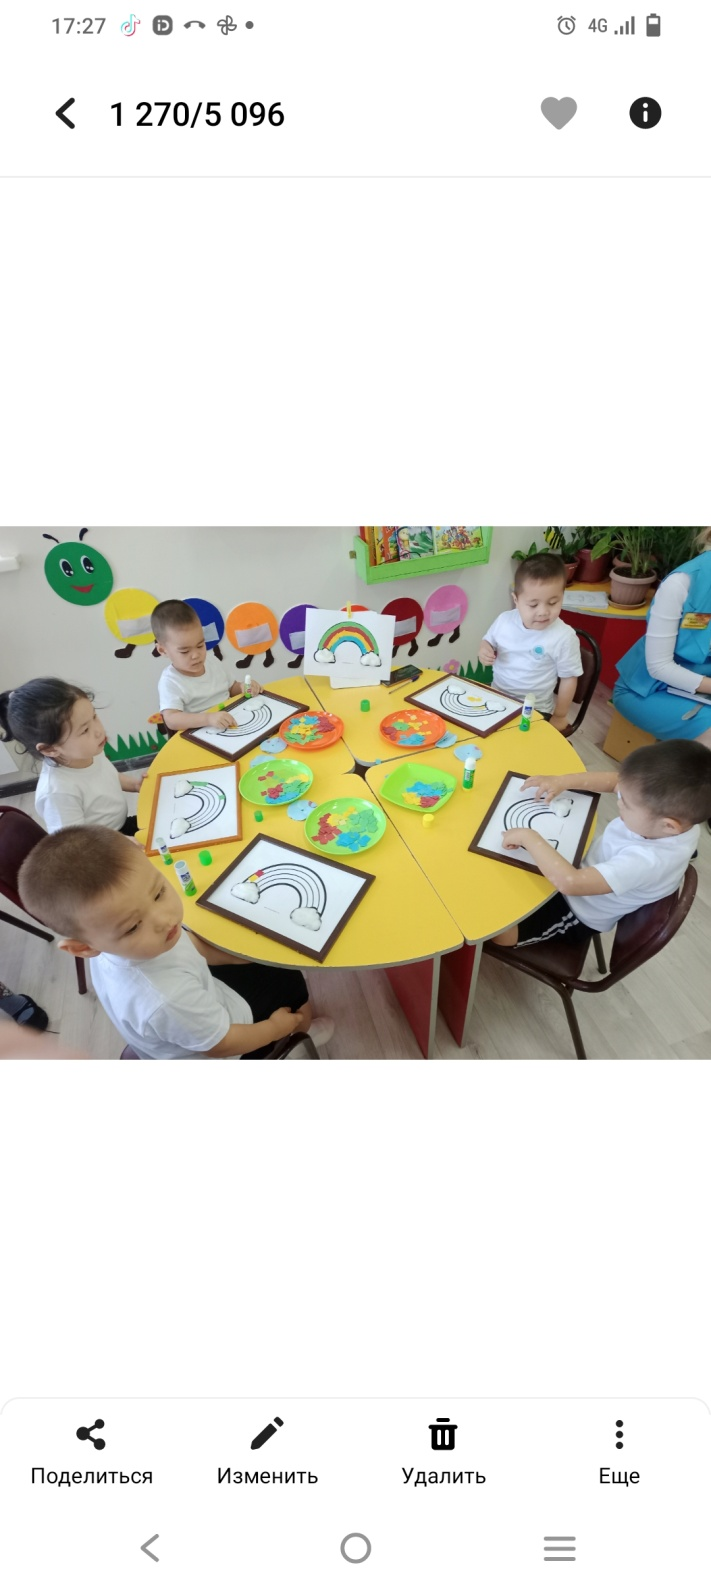 17:27
4G
1 270/5 096
Поделиться
Изменить
Удалить
Еще